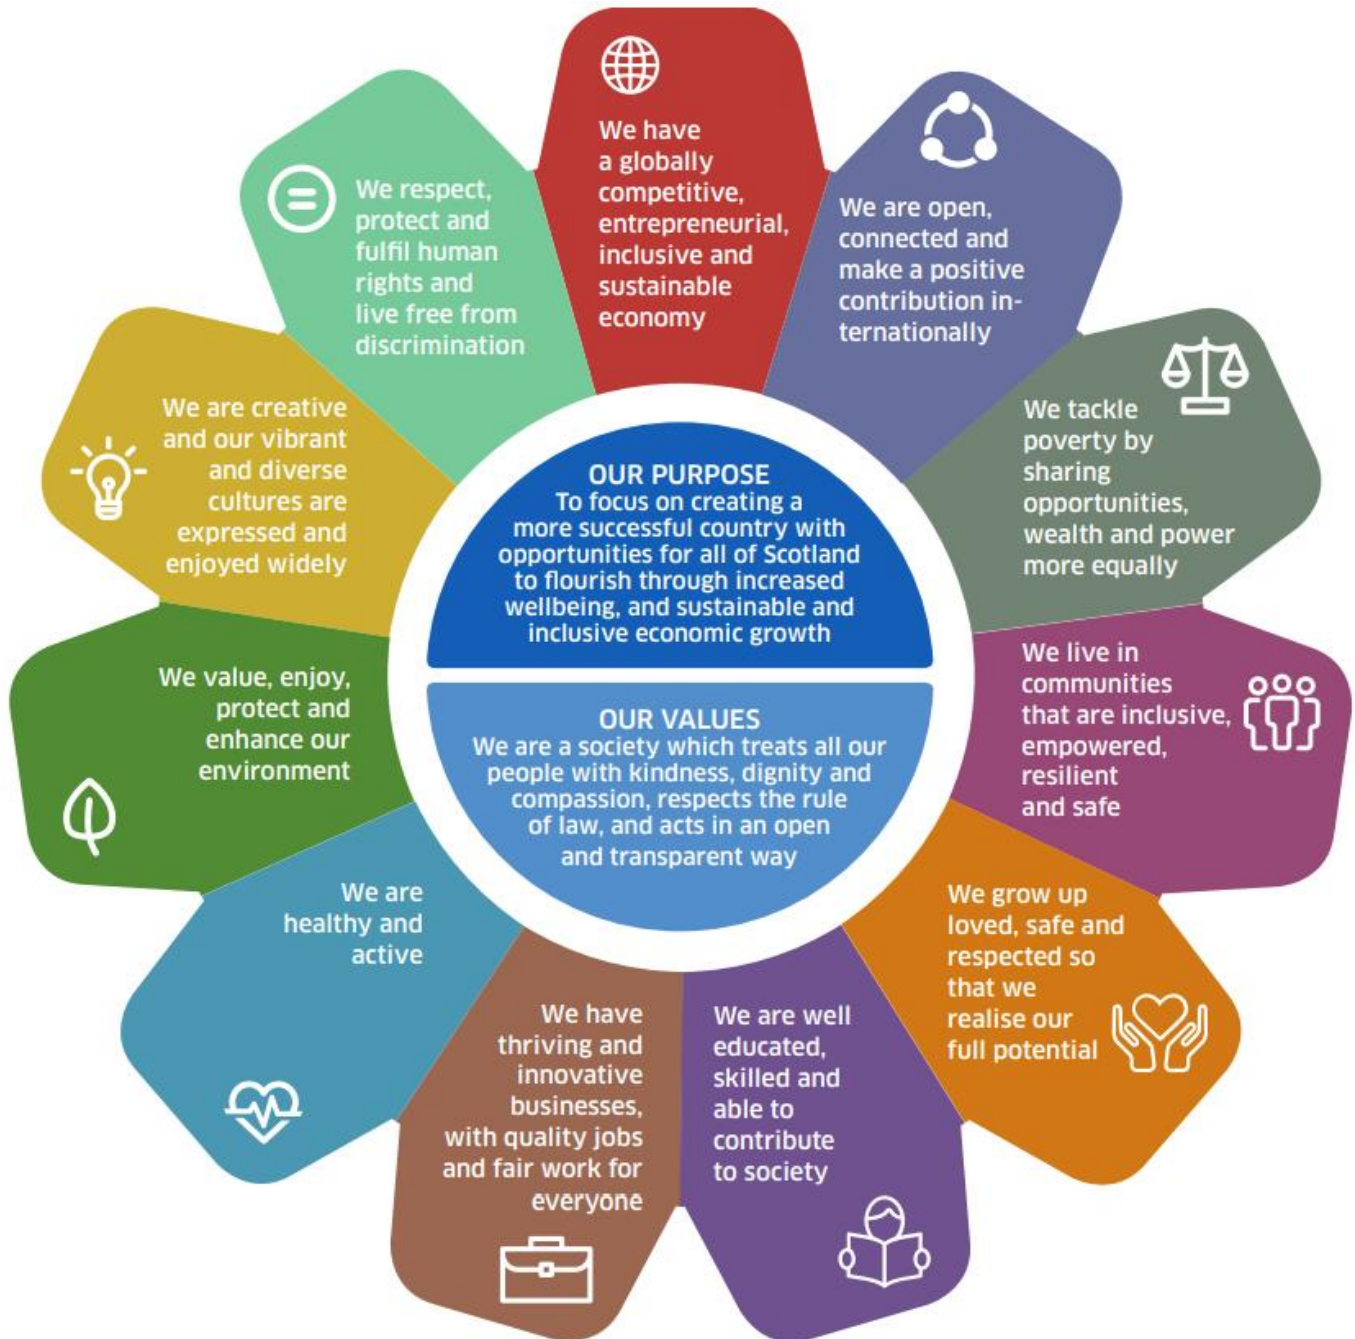 We have
a globally
competitive,
entrepreneurial,
inclusive and
sustainable
economy
We are open,
connected and
make a positive
contribution in-
ternationally
We tackle
poverty by
sharing
opportunities,
wealth and power
more equally
We live in
communities
that are inclusive,
empowered,
resilient
and safe
We grow up
loved, safe and
respected so
that we
realise our
full potential
We are well
educated,
skilled and
able to
contribute
to society
We have
thriving and
innovative
businesses,
with quality jobs
and fair work for
everyone
We are
healthy and
active
We value, enjoy,
protect and
enhance our
environment
We are creative
and our vibrant
and diverse
cultures are
expressed and
enjoyed widely
We respect,
protect and
fulfil human
rights and
live free from
discrimination
OUR PURPOSE
To focus on creating a
more successful country with
opportunities for all of Scotland
to flourish through increased
wellbeing, and sustainable and
inclusive economic growth
OUR VALUES
We are a society which treats all our
people with kindness, dignity and
compassion, respects the rule
of law, and acts in an open
and transparent way